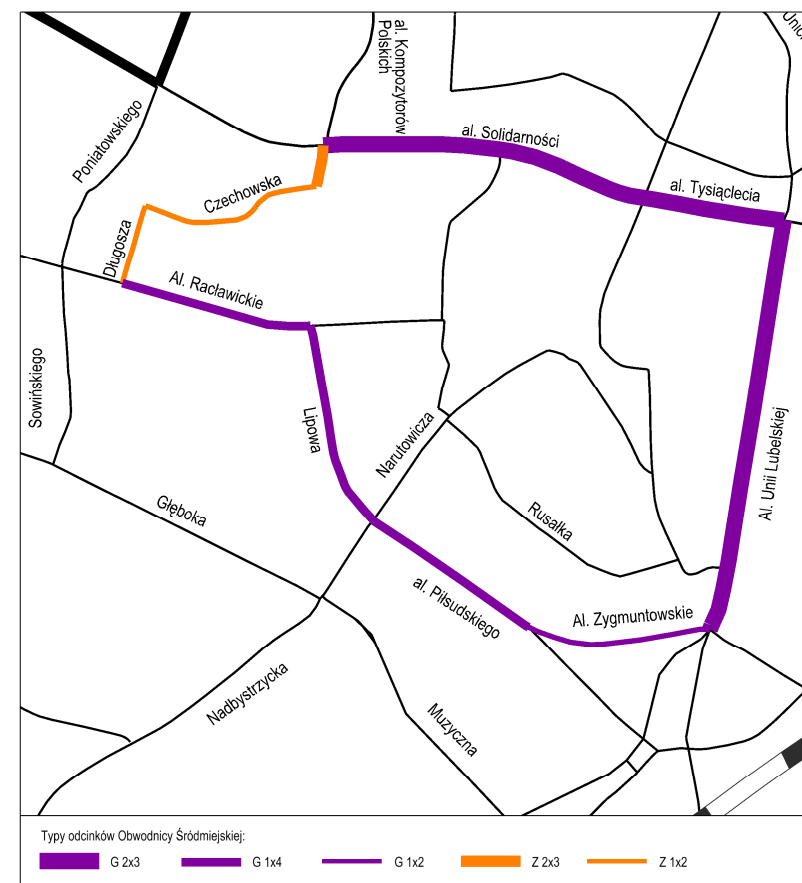 al. Kompozytorów
Polskich
Unic
Poniatowskiego
al. Solidarności
Czechowska
al. Tysiąclecia
Długosza
Al. Racławickie
Sowińskiego
Lipowa
Narutowicza
Al. Unii Lubelskiej
Głęboka
Rusałka
al. Piłsudskiego
Al. Zygmuntowskie
Nadbystrzycka
Muzyczna
Typy odcinków Obwodnicy Śródmiejskiej:
G 2x3 G 1x4 G 1x2 Z 2x3 Z 1x2